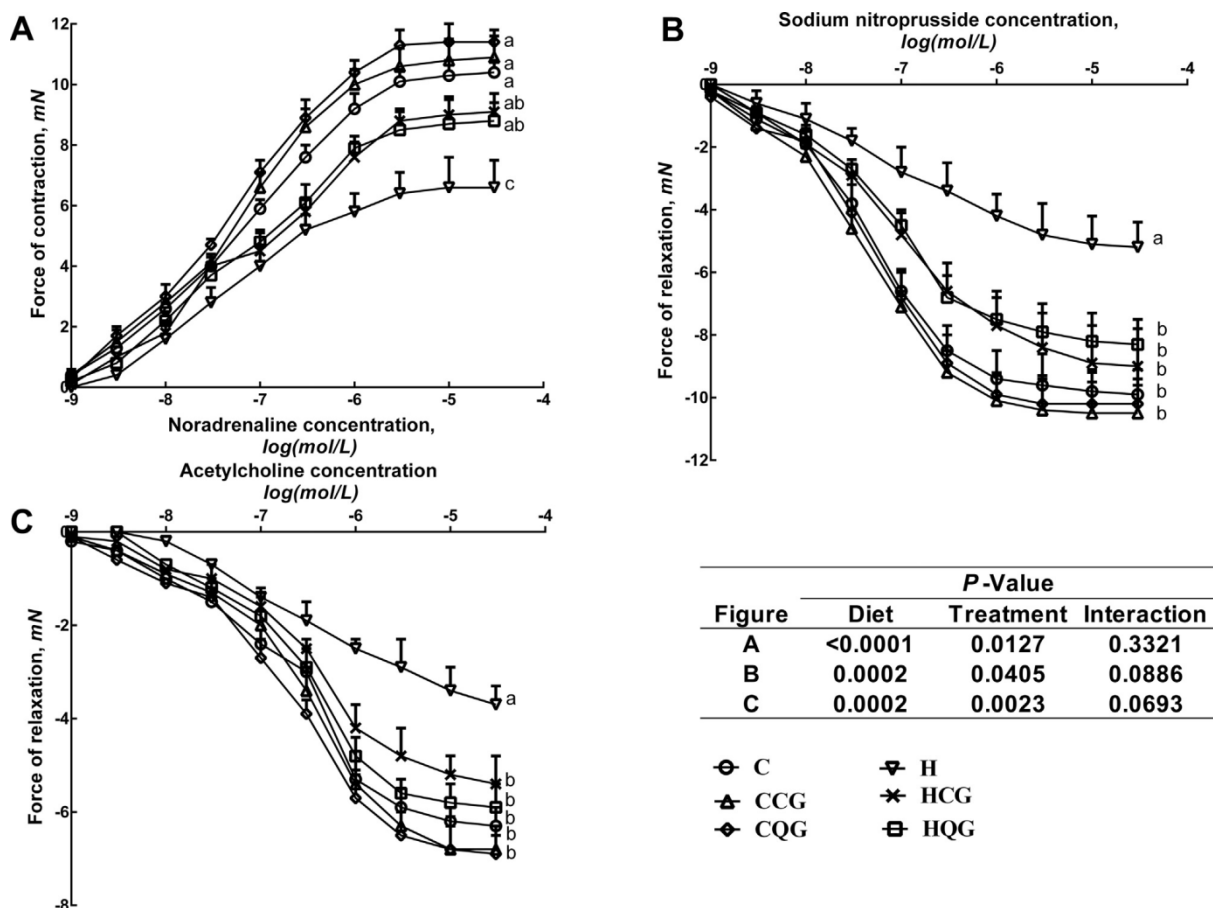 A
Force of contraction, mN
12
10
8
6
4
2
0
-9 -8 -7 -6 -5 -4
a
a
a
ab
ab
c
Noradrenaline concentration,
log(mol/L)
B
Sodium nitroprusside concentration,
log(mol/L)
-9 -8 -7 -6 -5 -4
Force of relaxation, mN
0
-2
-4
-6
-8
-10
-12
a
b
b
b
b
b
C
Acetylcholine concentration
log(mol/L)
-9 -8 -7 -6 -5 -4
Force of relaxation, mN
0
-2
-4
-6
-8
a
b
b
b
b
b
P-Value
Figure Diet Treatment Interaction
A <0.0001 0.0127 0.3321
B 0.0002 0.0405 0.0886
C 0.0002 0.0023 0.0693
C H
CCG HCG
CQG HQG